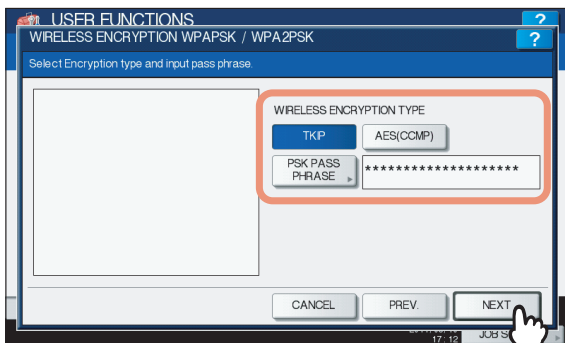 USER FUNCTIONS
?
WIRELESS ENCRYPTION WPAPSK / WPA2PSK
?
Select Encryption type and input pass phrase.
WIRELESS ENCRYPTION TYPE
TKIP
AES(CCMP)
PSK PASS
PHRASE
********************
CANCEL
PREV.
NEXT
17:12
JOB S